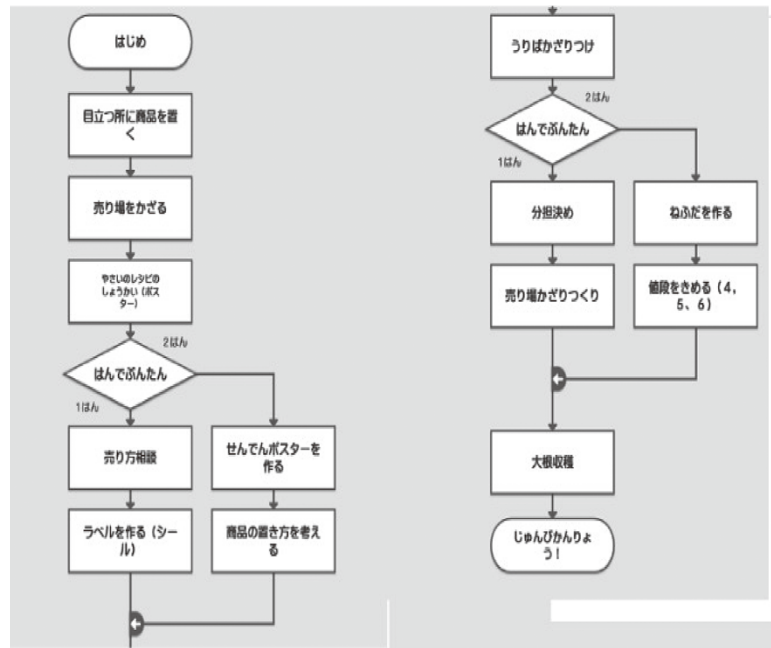 はじめ
目立つ所に商品を置
く
売り場をかざる
やさいのレシピの
しょうかい（ポス
ター）
2はん
はんでぶんたん
1はん
売り方相談
ラベルを作る（シー
ル）
せんでんポスターを
作る
商品の置き方を考え
る
うりばかざりつけ
2はん
はんでぶんたん
1はん
分担決め
売り場かざりつくり
ねふだを作る
値段をきめる（4，
5、6）
大根収穫
じゅんびかんりょ
う！